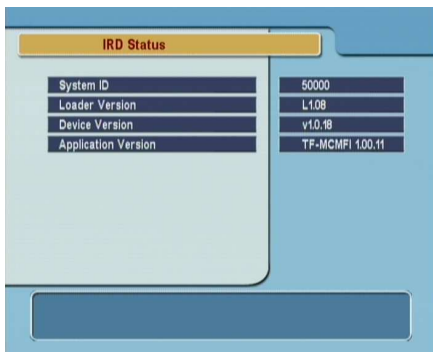 IRD Status
System ID 50000
Loader Version L1.08
Device Version v1.0.18
Application Version TF-MCMFI 1.00.11